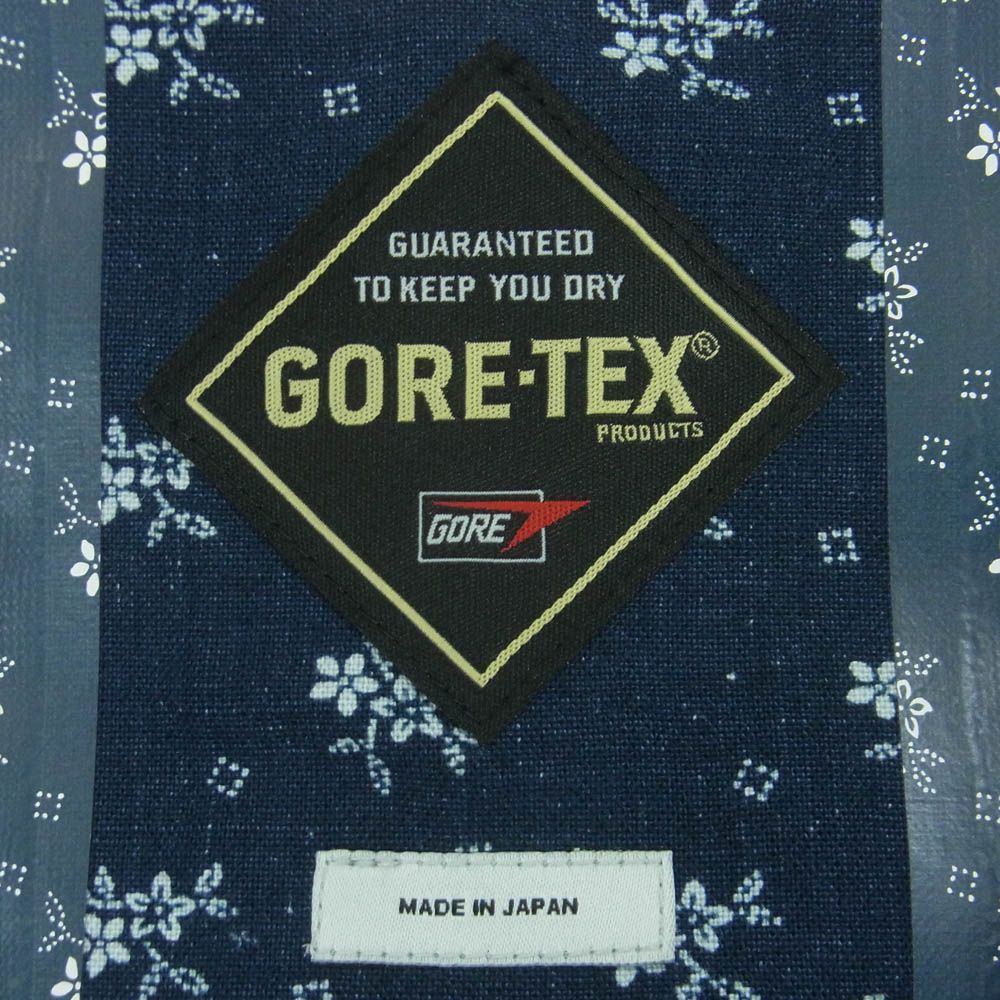 GUARANTEED
TO KEEP YOU DRY
GORE-TEX®
PRODUCTS
GORE
MADE IN JAPAN